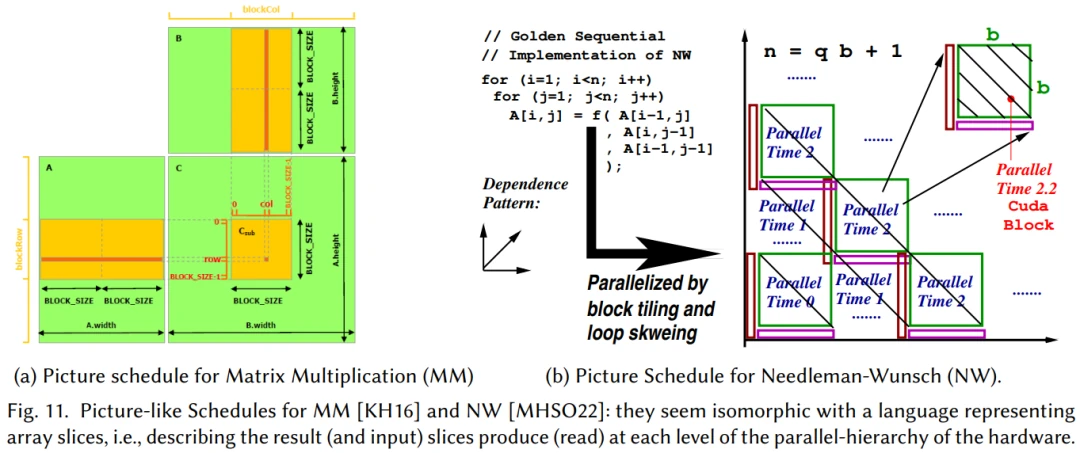 blockCol
B
BLOCK_SIZE
BLOCK_SIZE
B.height
A
C
BLOCK_SIZE-1
0
col
blockRow
0
Csub
row
BLOCK_SIZE-1
BLOCK_SIZE
A.height
BLOCK_SIZE
BLOCK_SIZE
BLOCK_SIZE
A.width
B.width
(a) Picture schedule for Matrix Multiplication (MM)
// Golden Sequential
// Implementation of NW
for (i=1; i<n; i++)
for (j=1; j<n; j++)
A[i,j] = f( A[i-1,j]
, A[i,j-1]
, A[i-1,j-1]
);
Dependence
Pattern:
Parallelized by
block tiling and
loop skweing
n = q b + 1
.......
b
b
Parallel
Time 2
.......
Parallel
Time 2.2
Cuda
Block
Parallel
Time 1
.......
Parallel
Time 2
.......
Parallel
Time 0
Parallel
Time 1
.......
Parallel
Time 2
.......
(b) Picture Schedule for Needleman-Wunsch (NW).
Fig. 11. Picture-like Schedules for MM [KH16] and NW [MHSO22]: they seem isomorphic with a language representing
array slices, i.e., describing the result (and input) slices produce (read) at each level of the parallel-hierarchy of the hardware.